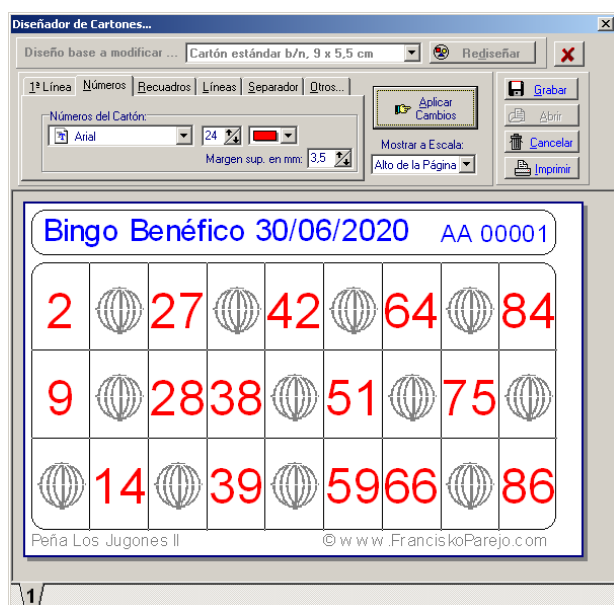 Diseñador de Cartones...
Diseño base a modificar ... Cartón estándar b/n, 9 x 5,5 cm Rediseñar
1ª Línea Números Recuadros Líneas Separador Otros...
Números del Cartón:
Arial 24
Margen sup. en mm: 3,5
Aplicar Cambios
Mostrar a Escala:
Alto de la Página
Grabar
Abrir
Cancelar
Imprimir
Bingo Benéfico 30/06/2020 AA 00001
2 27 42 64 84
9 28 38 51 75
14 39 59 66 86
Peña Los Jugones II ©www.FranciskoParejo.com
1